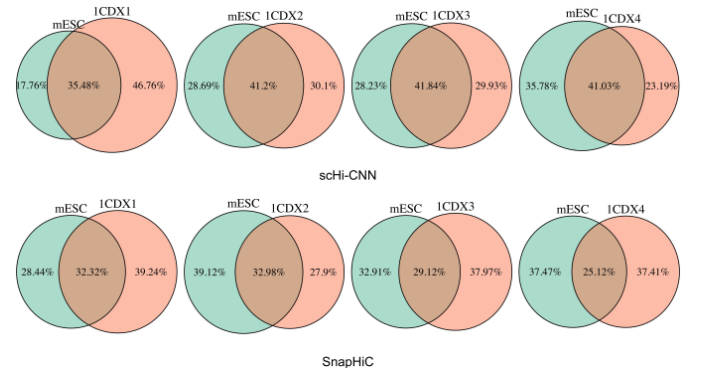 mESC 1CDX1 mESC 1CDX2 mESC 1CDX3 mESC 1CDX4
17.76% 35.48% 46.76% 28.69% 41.2% 30.1% 28.23% 41.84% 29.93% 35.78% 41.03% 23.19%
scHi-CNN
mESC 1CDX1 mESC 1CDX2 mESC 1CDX3 mESC 1CDX4
28.44% 32.32% 39.24% 39.12% 32.98% 27.9% 32.91% 29.12% 37.97% 37.47% 25.12% 37.41%
SnapHiC